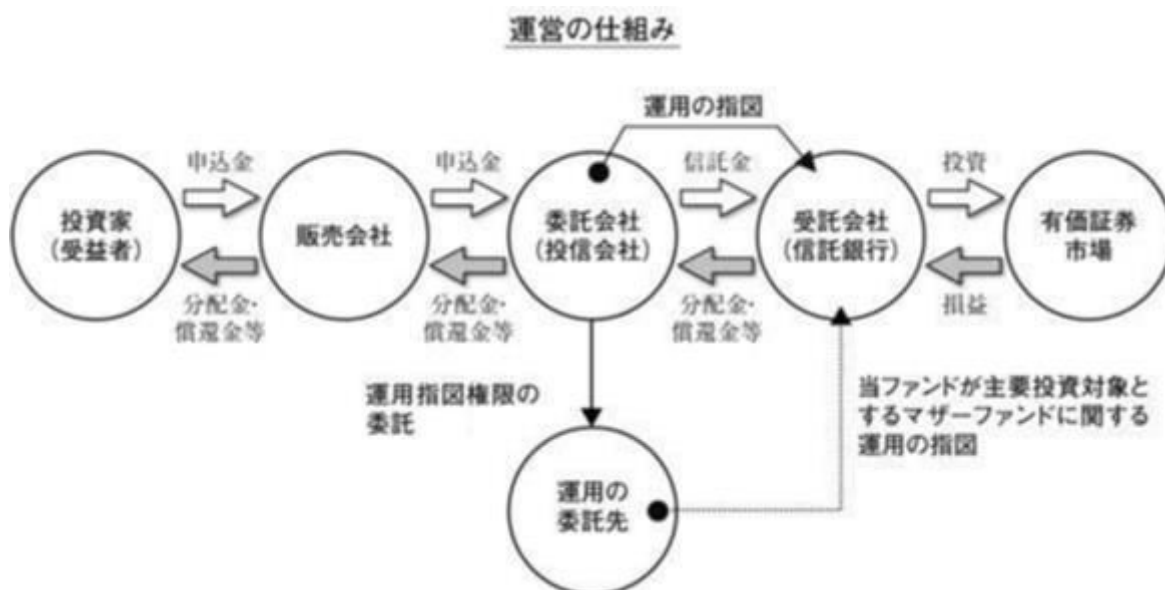 運営の仕組み
運用の指図
申込金
申込金
信託金
投資
投資家
(受益者)
販売会社
委託会社
(投信会社)
受託会社
(信託銀行)
有価証券
市場
分配金・
償還金等
分配金・
償還金等
分配金・
償還金等
損益
運用指図権限の
委託
当ファンドが主要投資対象と
するマザーファンドに関する
運用の指図
運用の
委託先